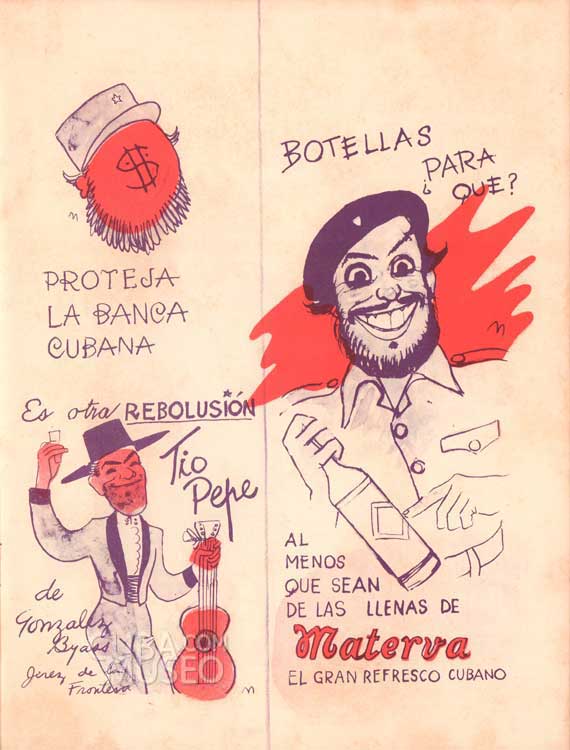 $
PROTEJA
LA BANCA
CUBANA
Es otra REBOLUSIÓN
Tio
Pepe
de
Gonzalez
Byass
Jerez de la
Frontera
BOTELLAS
PARA
¿ QUE?
AL
MENOS
QUE SEAN
DE LAS LLENAS DE
Materva
EL GRAN REFRESCO CUBANO
CUBA.COM
MUSEO